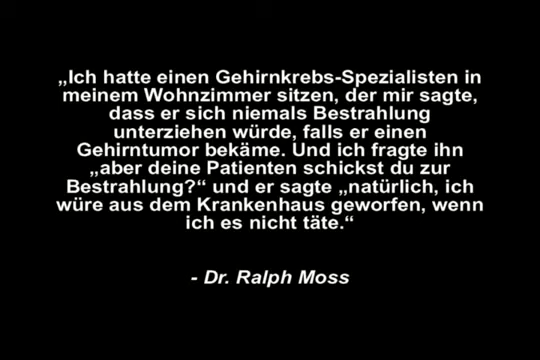 „Ich hatte einen Gehirnkrebs-Spezialisten in
meinem Wohnzimmer sitzen, der mir sagte,
dass er sich niemals Bestrahlung
unterziehen würde, falls er einen
Gehirntumor bekäme. Und ich fragte ihn
„aber deine Patienten schickst du zur
Bestrahlung?“ und er sagte „natürlich, ich
würe aus dem Krankenhaus geworfen, wenn
ich es nicht täte.“
- Dr. Ralph Moss